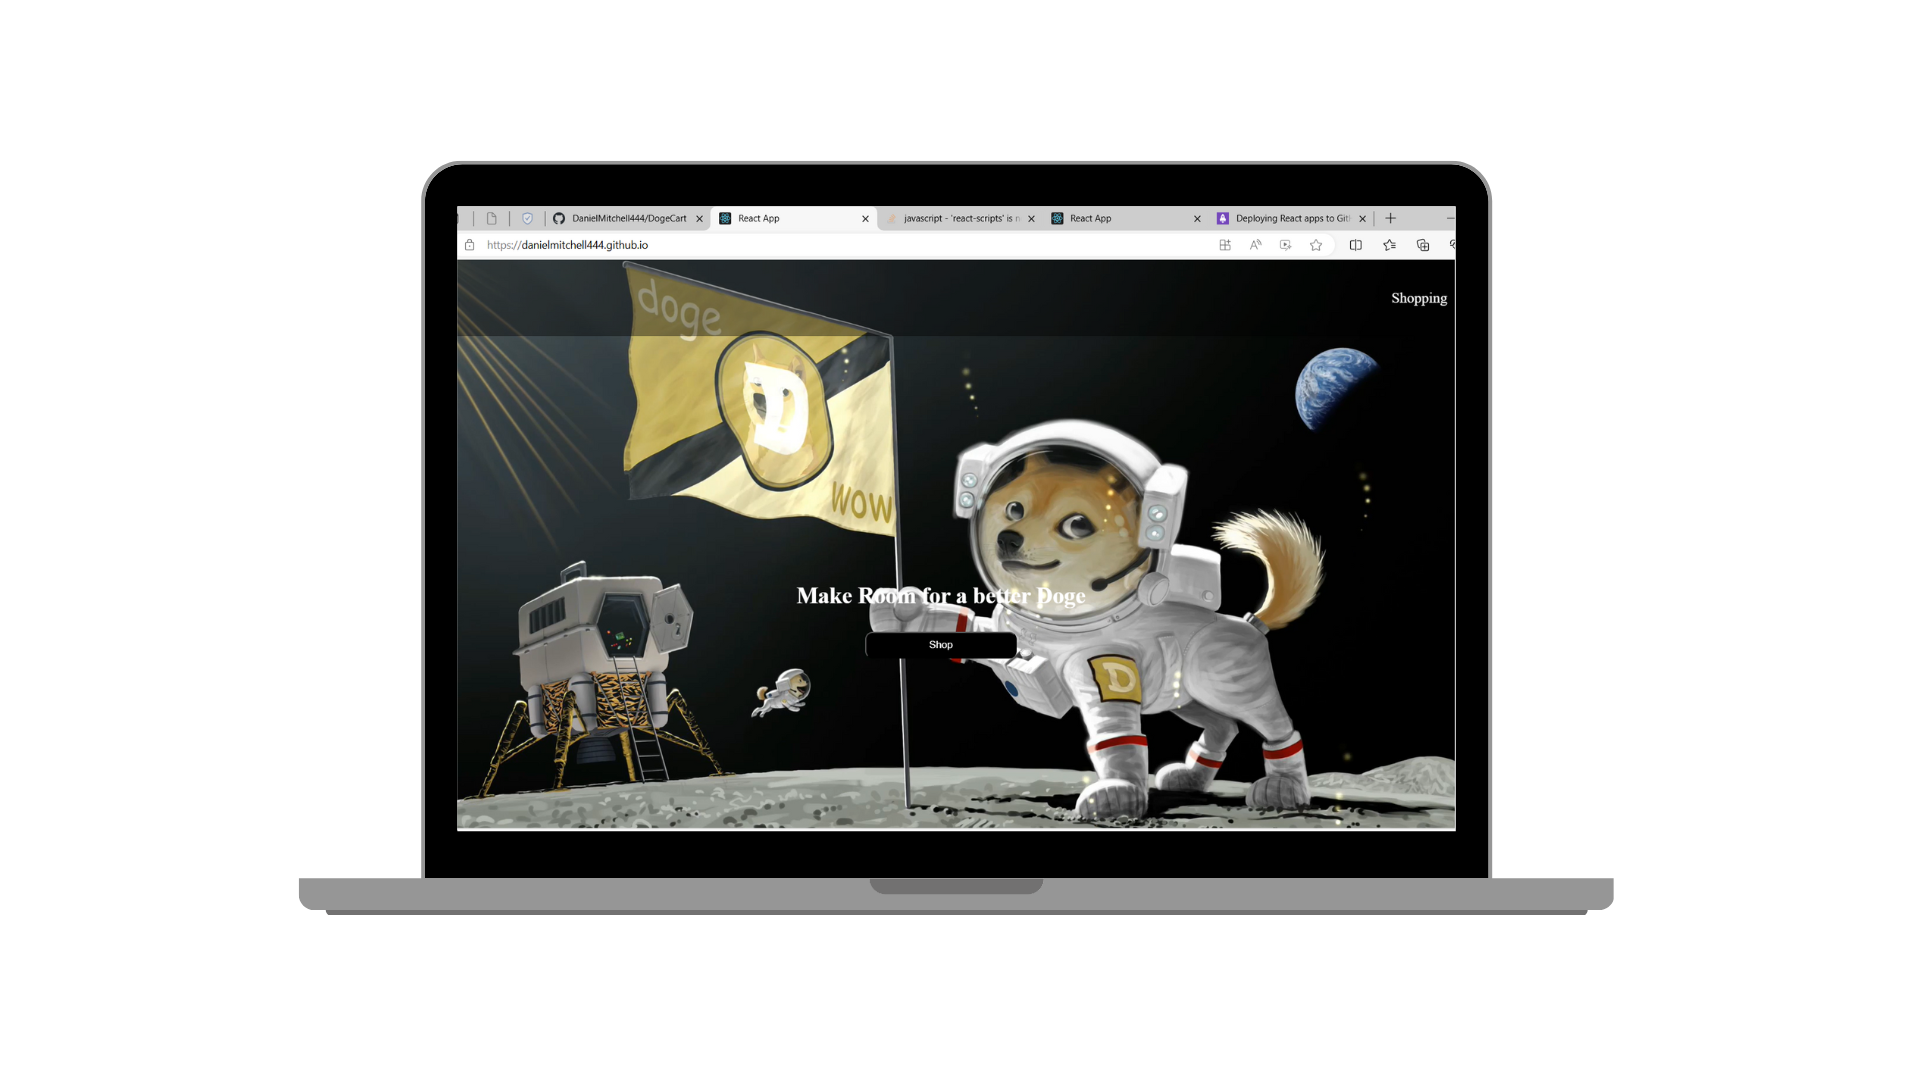 DanielMitchell444/DogeCart
React App
javascript - 'react-scripts' is n
React App
Deploying React apps to Git
https://danielmitchell444.github.io
Shopping
doge
D
wow
Make Room for a better Doge
Shop
D